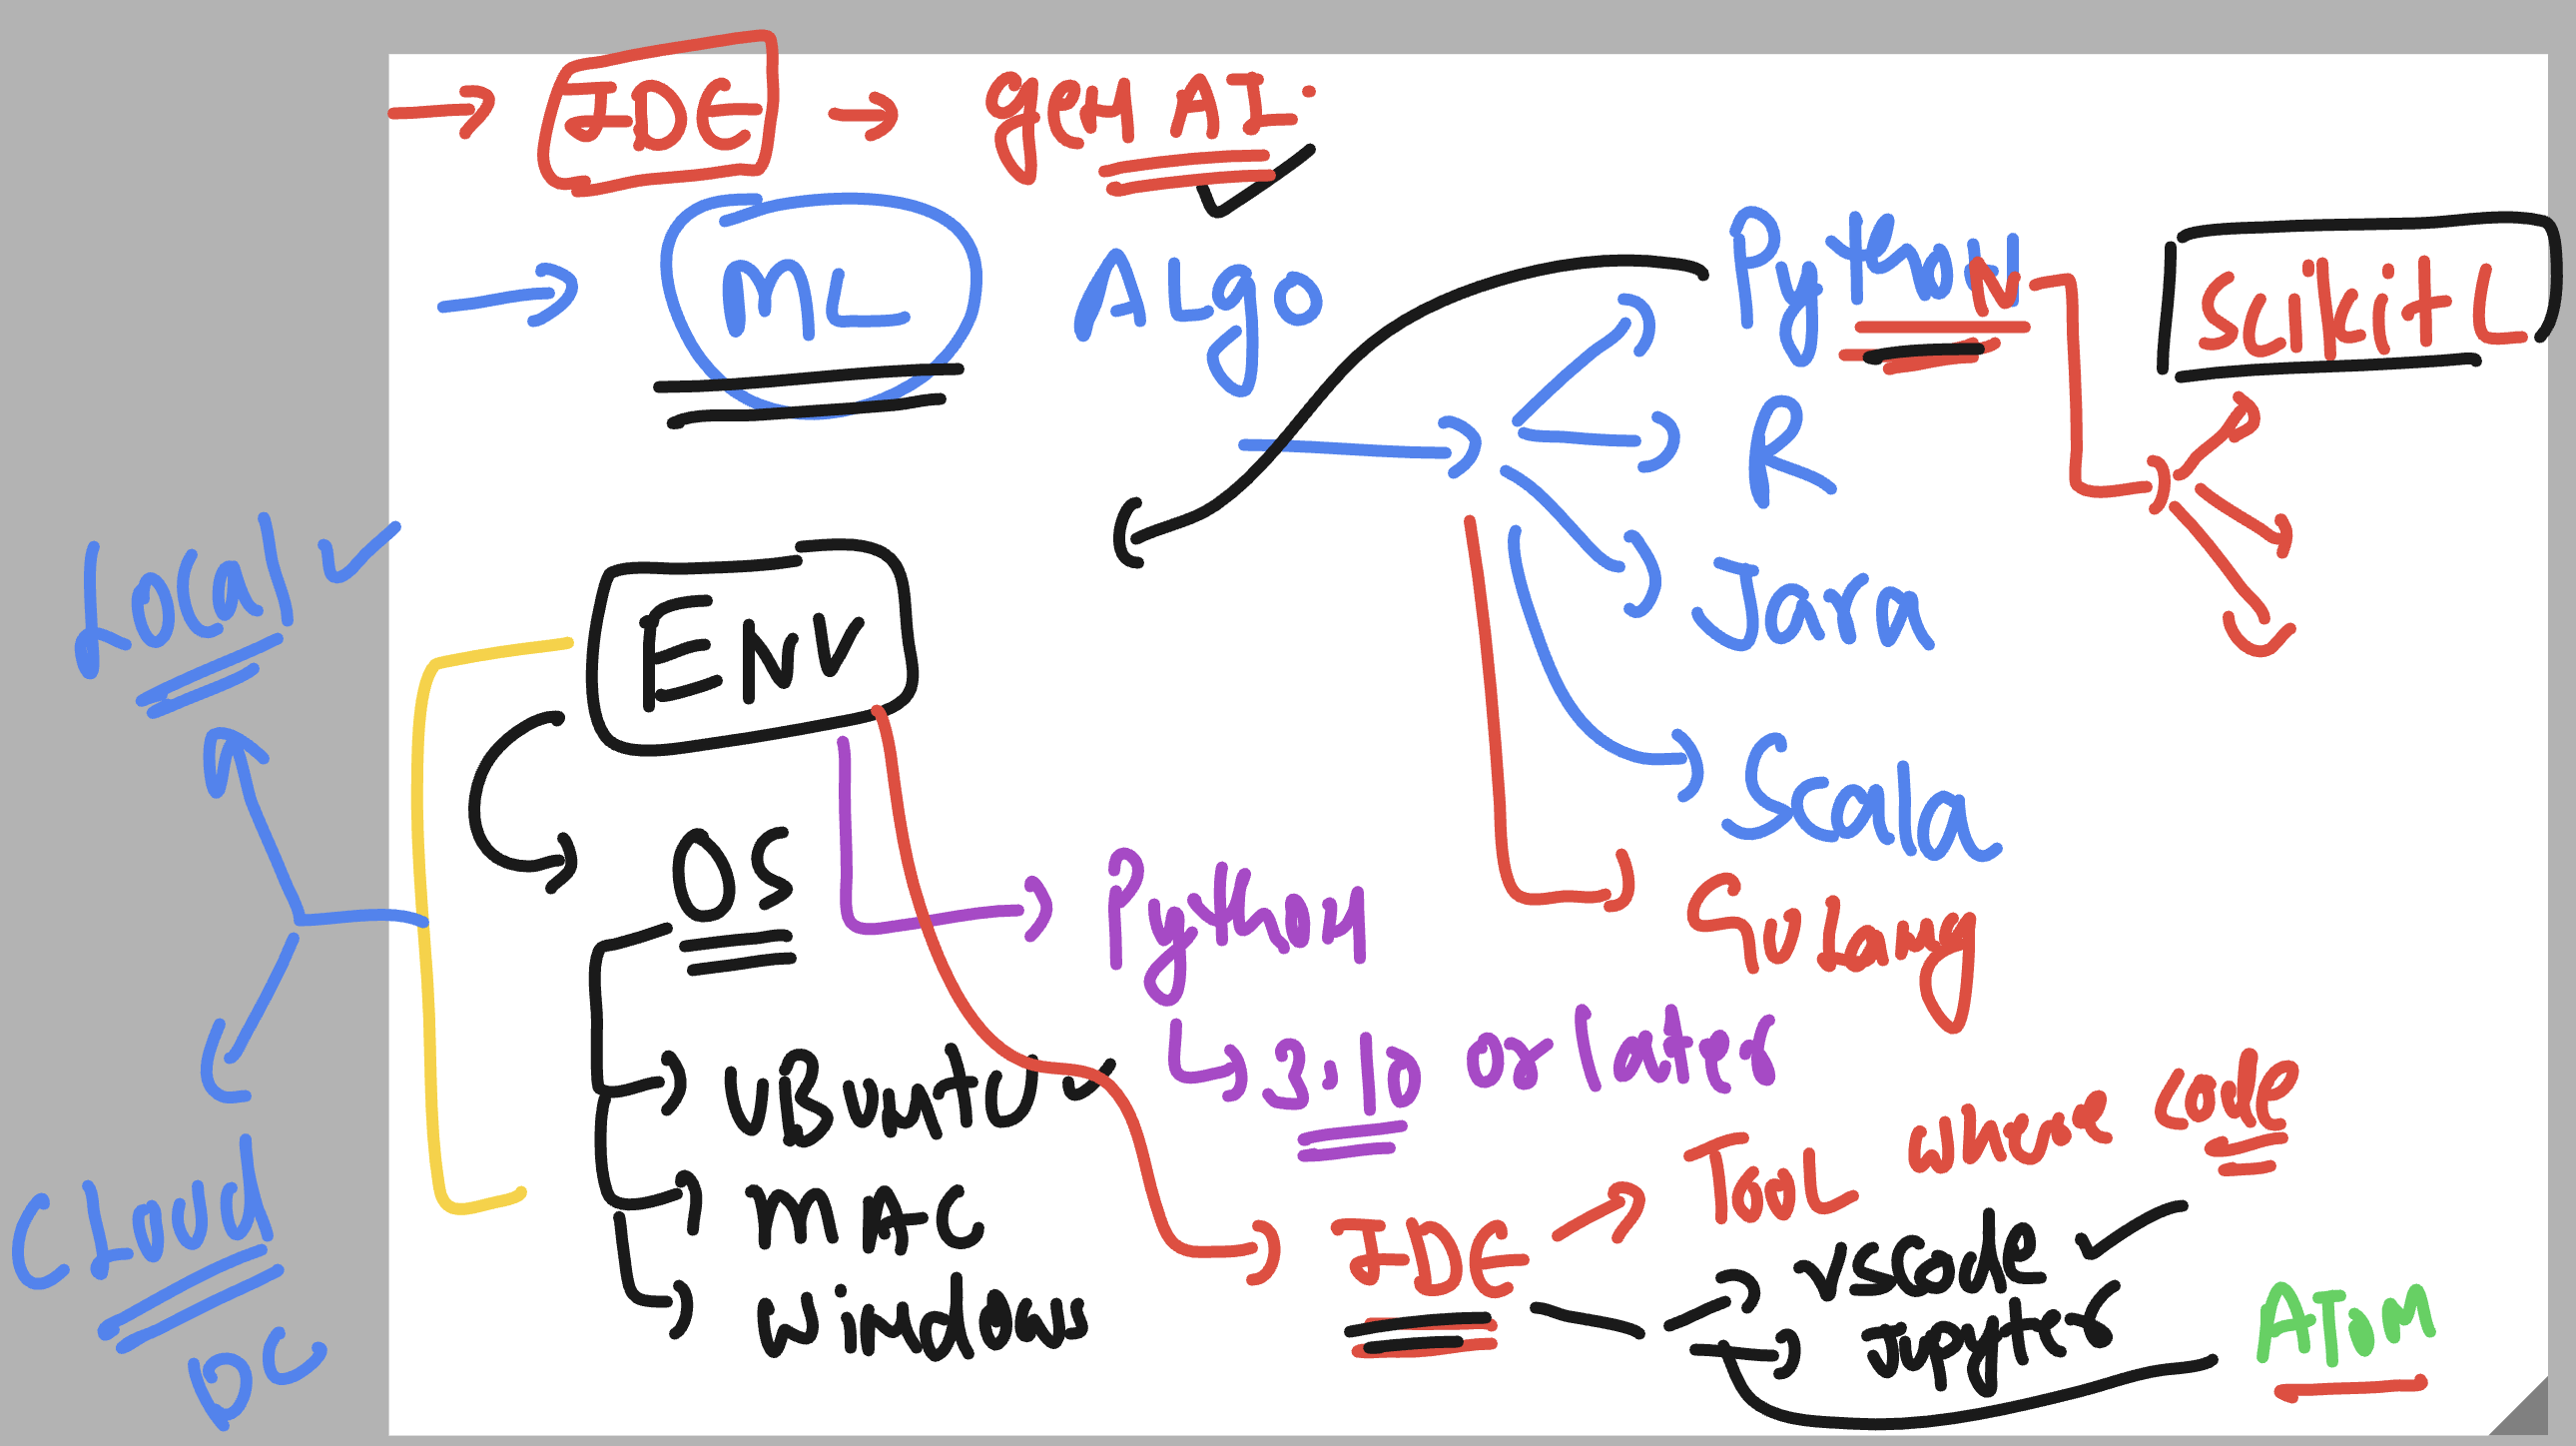 IDE → gen AI.
ML Algo
Python
Scikit L
R
Java
Scala
GoLang
Local
ENV
OS
UBuntu
MAC
Windows
Python
3.10 or later
IDE → Tool where code
vscode
Jupyter
ATOM
CLoud
DC